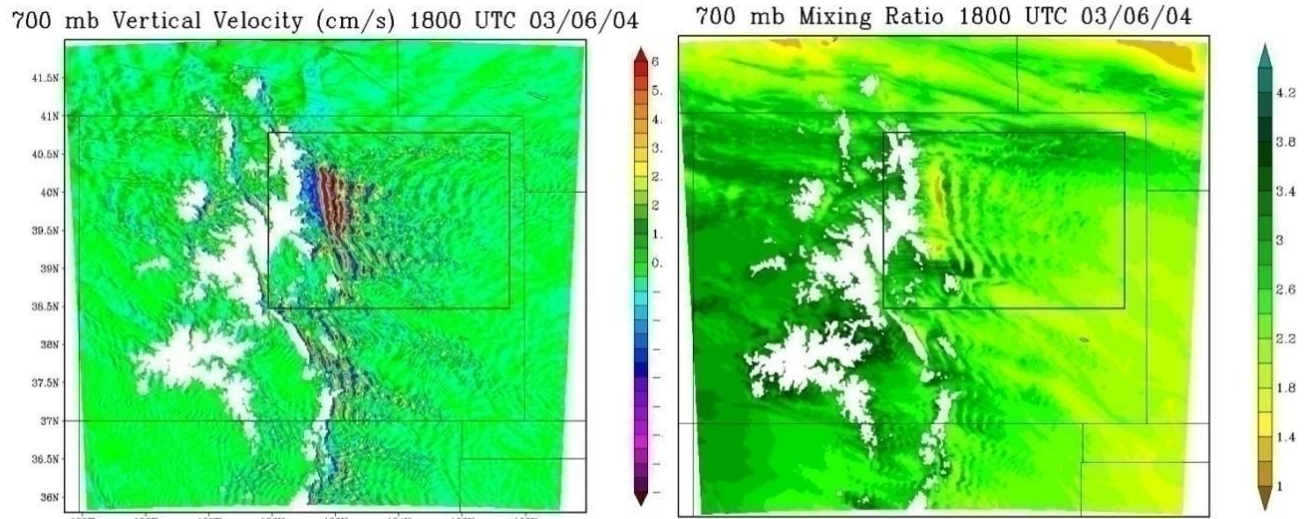 700 mb Vertical Velocity (cm/s) 1800 UTC 03/06/04
41.5N
41N
40.5N
40N
39.5N
39N
38.5N
38N
37.5N
37N
36.5N
36N
6
5.
4.
3.
2
1.
0.
700 mb Mixing Ratio 1800 UTC 03/06/04
4.2
3.8
3.4
3
2.6
2.2
1.8
1.4
1